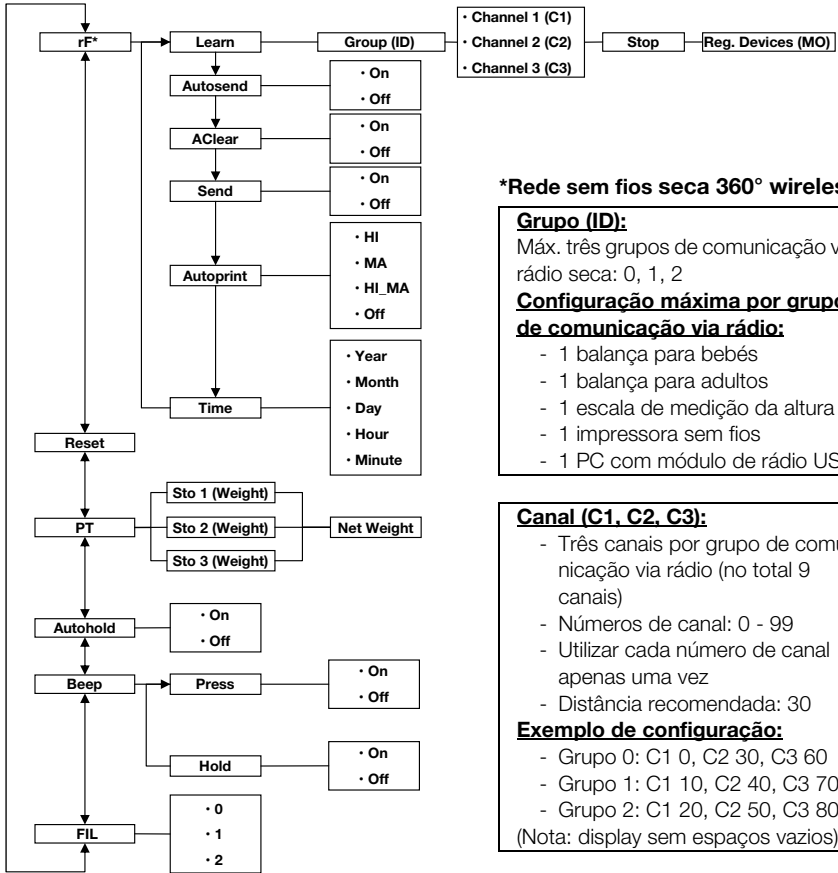 rF*
Learn
Group (ID)
• Channel 1 (C1)
• Channel 2 (C2)
• Channel 3 (C3)
Stop
Reg. Devices (MO)
Autosend
• On
• Off
AClear
• On
• Off
Send
• On
• Off
Autoprint
• HI
• MA
• HI_MA
• Off
Time
• Year
• Month
• Day
• Hour
• Minute
Reset
PT
Sto 1 (Weight)
Sto 2 (Weight)
Sto 3 (Weight)
Net Weight
Autohold
• On
• Off
Beep
Press
• On
• Off
Hold
• On
• Off
FIL
• 0
• 1
• 2
*Rede sem fios seca 360° wireles
Grupo (ID):
Máx. três grupos de comunicação v
rádio seca: 0, 1, 2
Configuração máxima por grupo
de comunicação via rádio:
- 1 balança para bebés
- 1 balança para adultos
- 1 escala de medição da altura
- 1 impressora sem fios
- 1 PC com módulo de rádio US
Canal (C1, C2, C3):
- Três canais por grupo de comu
nicação via rádio (no total 9
canais)
- Números de canal: 0 - 99
- Utilizar cada número de canal
apenas uma vez
- Distância recomendada: 30
Exemplo de configuração:
- Grupo 0: C1 0, C2 30, C3 60
- Grupo 1: C1 10, C2 40, C3 70
- Grupo 2: C1 20, C2 50, C3 80
(Nota: display sem espaços vazios)